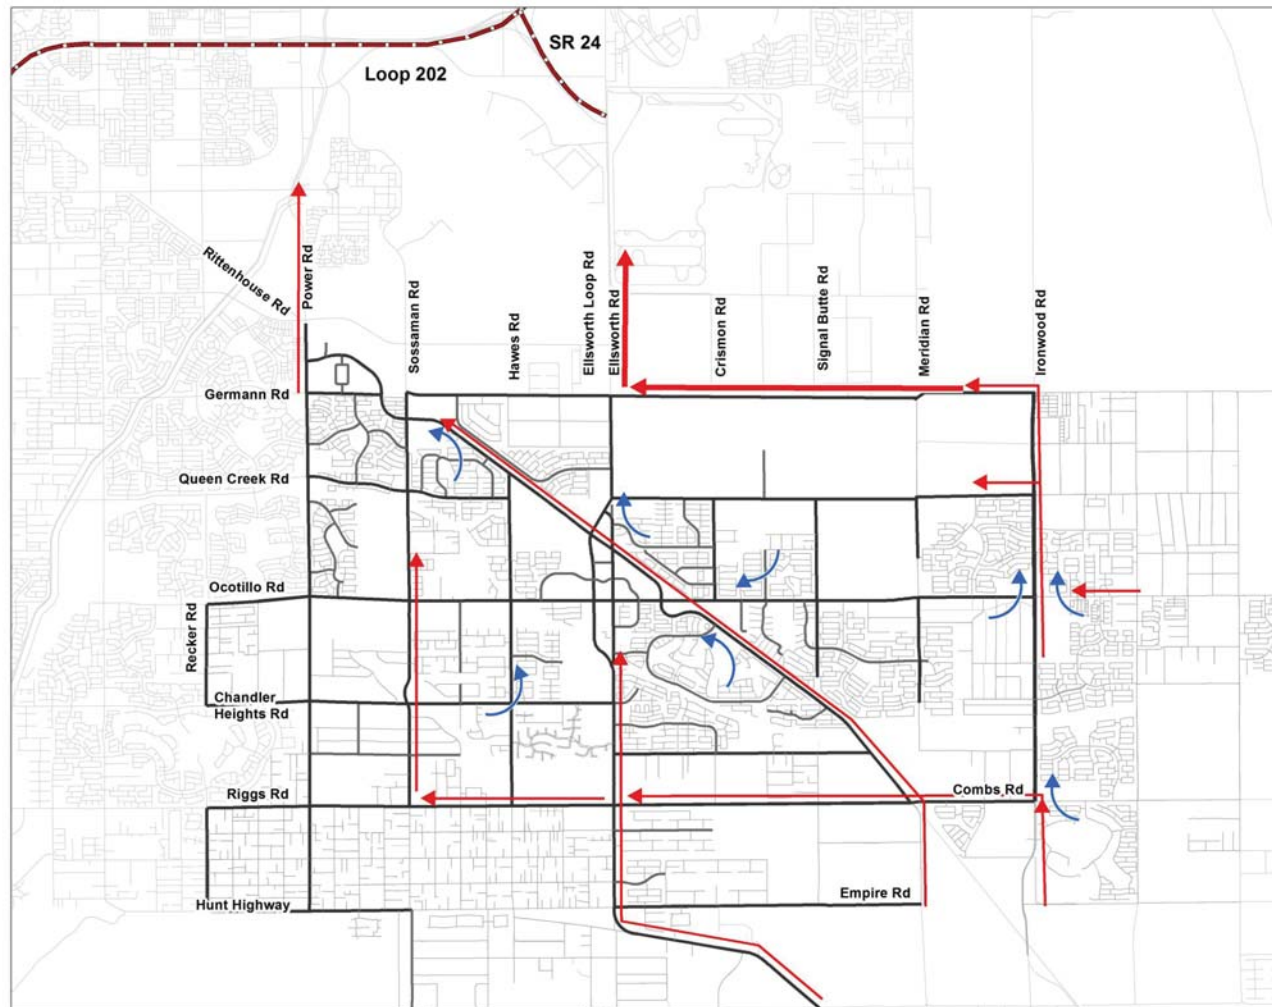 SR 24
Loop 202
Rittenhouse Rd
Power Rd
Sossaman Rd
Hawes Rd
Ellsworth Loop Rd
Ellsworth Rd
Crismon Rd
Signal Butte Rd
Meridian Rd
Ironwood Rd
Germann Rd
Queen Creek Rd
Ocotillo Rd
Recker Rd
Chandler
Heights Rd
Riggs Rd
Combs Rd
Empire Rd
Hunt Highway